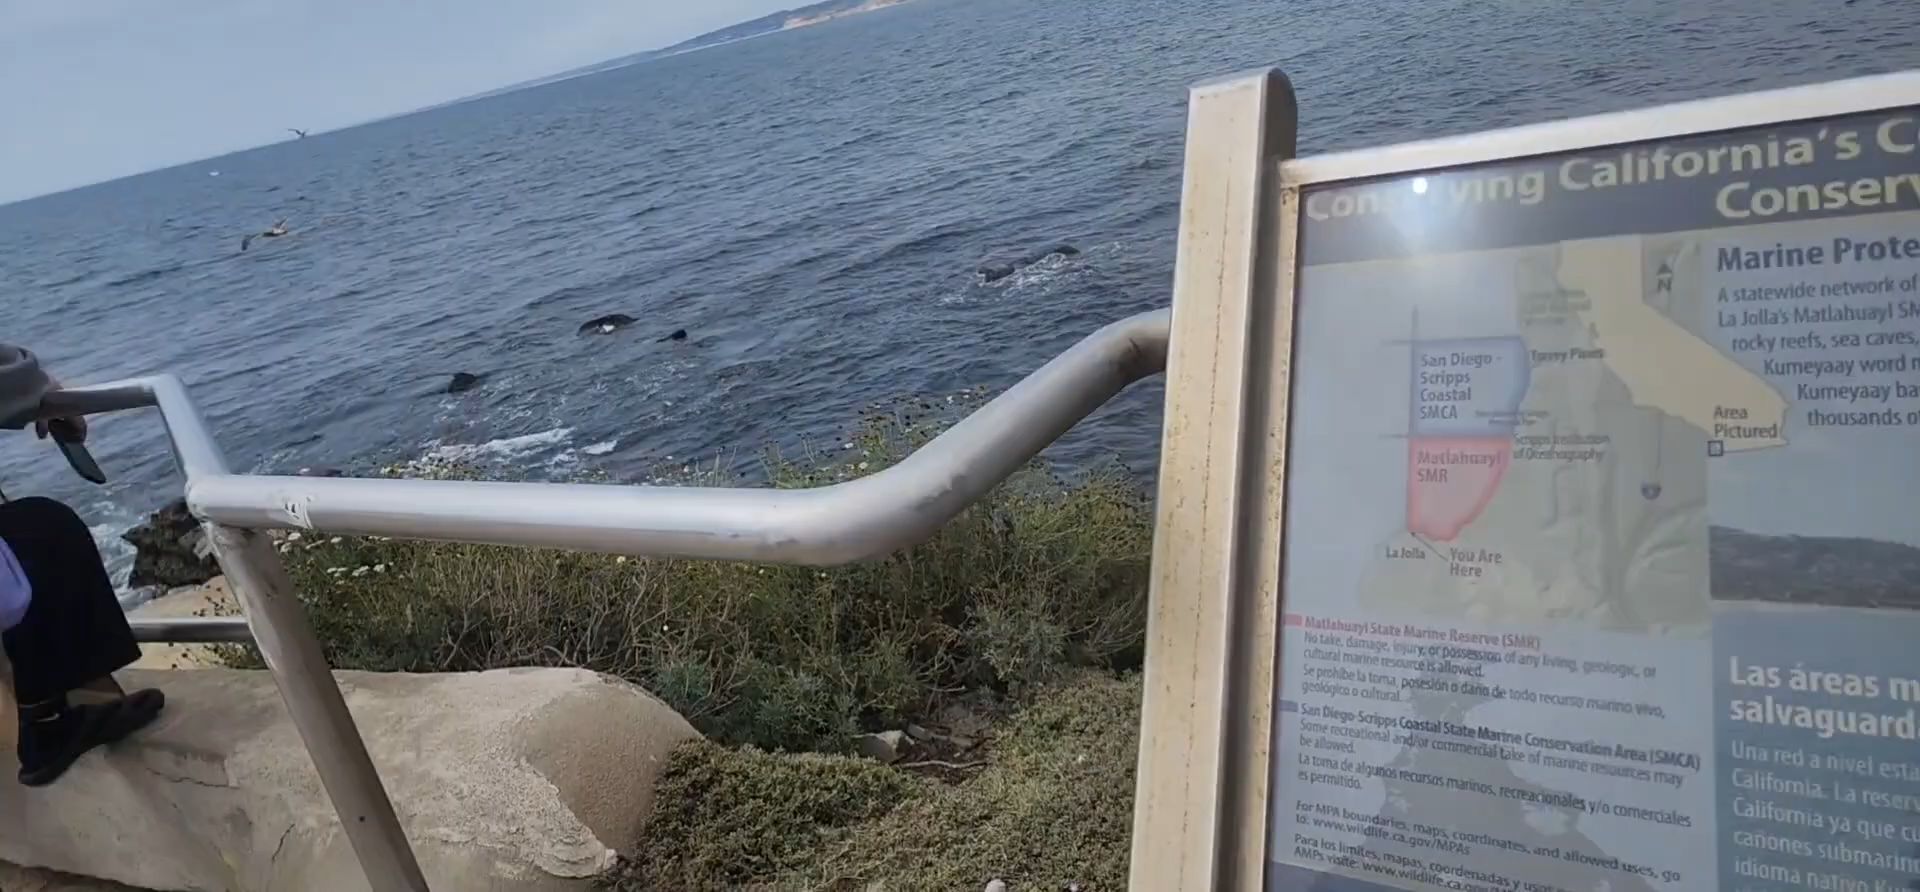 Conserving California's
Conserv
N
San Diego -
Scripps
Coastal
SMCA
Torrey Pines
Scripps Institution
of Oceanography
Matlahuayl
SMR
La Jolla
You Are
Here
Area
Pictured
Matlahuayl State Marine Reserve (SMR)
No take, damage, injury, or possession of any living, geologic, or
cultural marine resource is allowed.
Se prohíbe la toma, posesión o daño de todo recurso marino vivo,
geológico o cultural.
San Diego-Scripps Coastal State Marine Conservation Area (SMCA)
Some recreational and/or commercial take of marine resources may
be allowed.
La toma de algunos recursos marinos, recreacionales y/o comerciales
es permitido.
For MPA boundaries, maps, coordinates, and allowed uses, go
to: www.wildlife.ca.gov/MPAs
Para los límites, mapas, coordenadas y usos
AMPs visite: www.wildlife.ca.gov
Marine Prote
A statewide network of
La Jolla's Matlahuayl SM
rocky reefs, sea caves,
Kumeyaay word
Kumeyaay ba
thousands of
Las áreas m
salvaguard
Una red a nivel esta
California. La reserv
California ya que cu
cañones submarin
idioma nativo